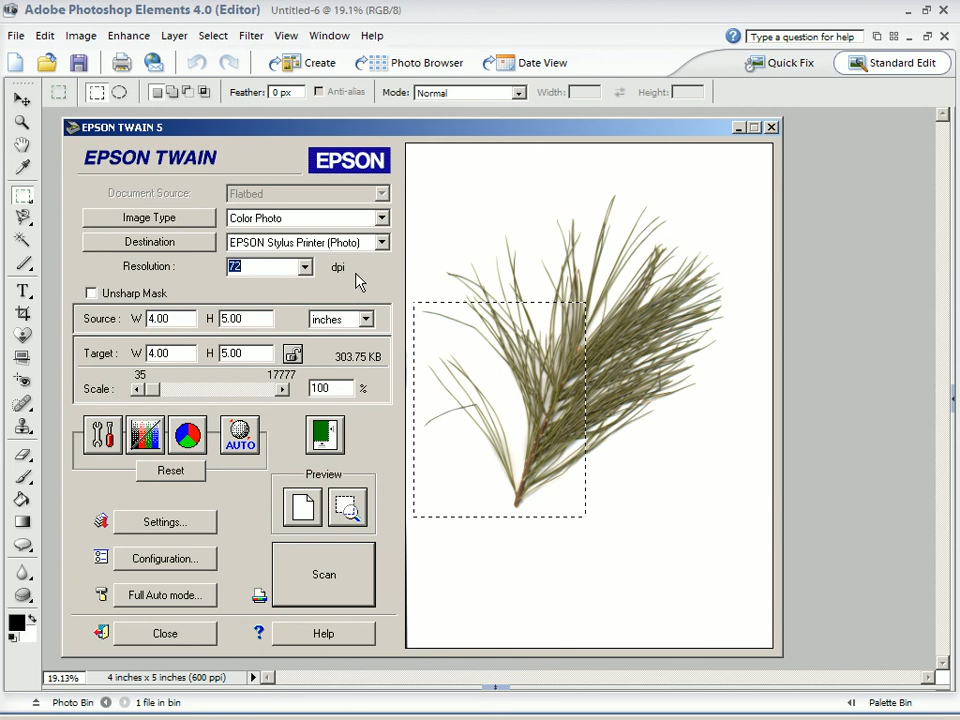 Adobe Photoshop Elements 4.0 (Editor) Untitled-6 @ 19.1% (RGB/8)
File Edit Image Enhance Layer Select Filter View Window Help Type a question for help
Create Photo Browser Date View Quick Fix Standard Edit
Feather: 0 px Anti-alias Mode: Normal Width: Height:
EPSON TWAIN 5
EPSON TWAIN EPSON
Document Source: Flatbed
Image Type Color Photo
Destination EPSON Stylus Printer (Photo)
Resolution : 72 dpi
Unsharp Mask
Source : W 4.00 H 5.00 inches
Target : W 4.00 H 5.00 303.75 KB
35 17777
Scale : 100 %
AUTO
Reset
Preview
Settings...
Configuration...
Scan
Full Auto mode...
Close ? Help
19.13% 4 inches x 5 inches (600 ppi)
Photo Bin 1 file in bin Palette Bin